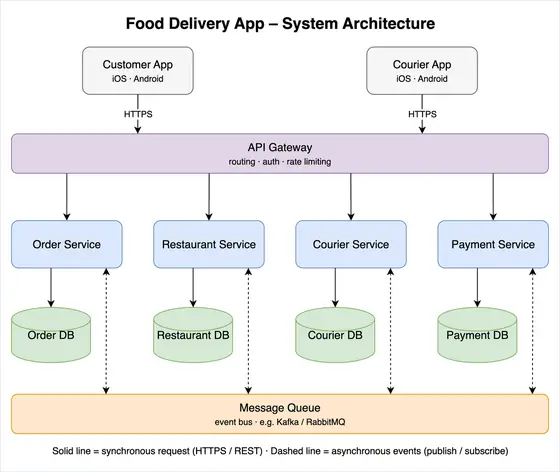 Food Delivery App – System Architecture
Customer App
iOS · Android
Courier App
iOS · Android
HTTPS
HTTPS
API Gateway
routing · auth · rate limiting
Order Service
Restaurant Service
Courier Service
Payment Service
Order DB
Restaurant DB
Courier DB
Payment DB
Message Queue
event bus · e.g. Kafka / RabbitMQ
Solid line = synchronous request (HTTPS / REST) · Dashed line = asynchronous events (publish / subscribe)